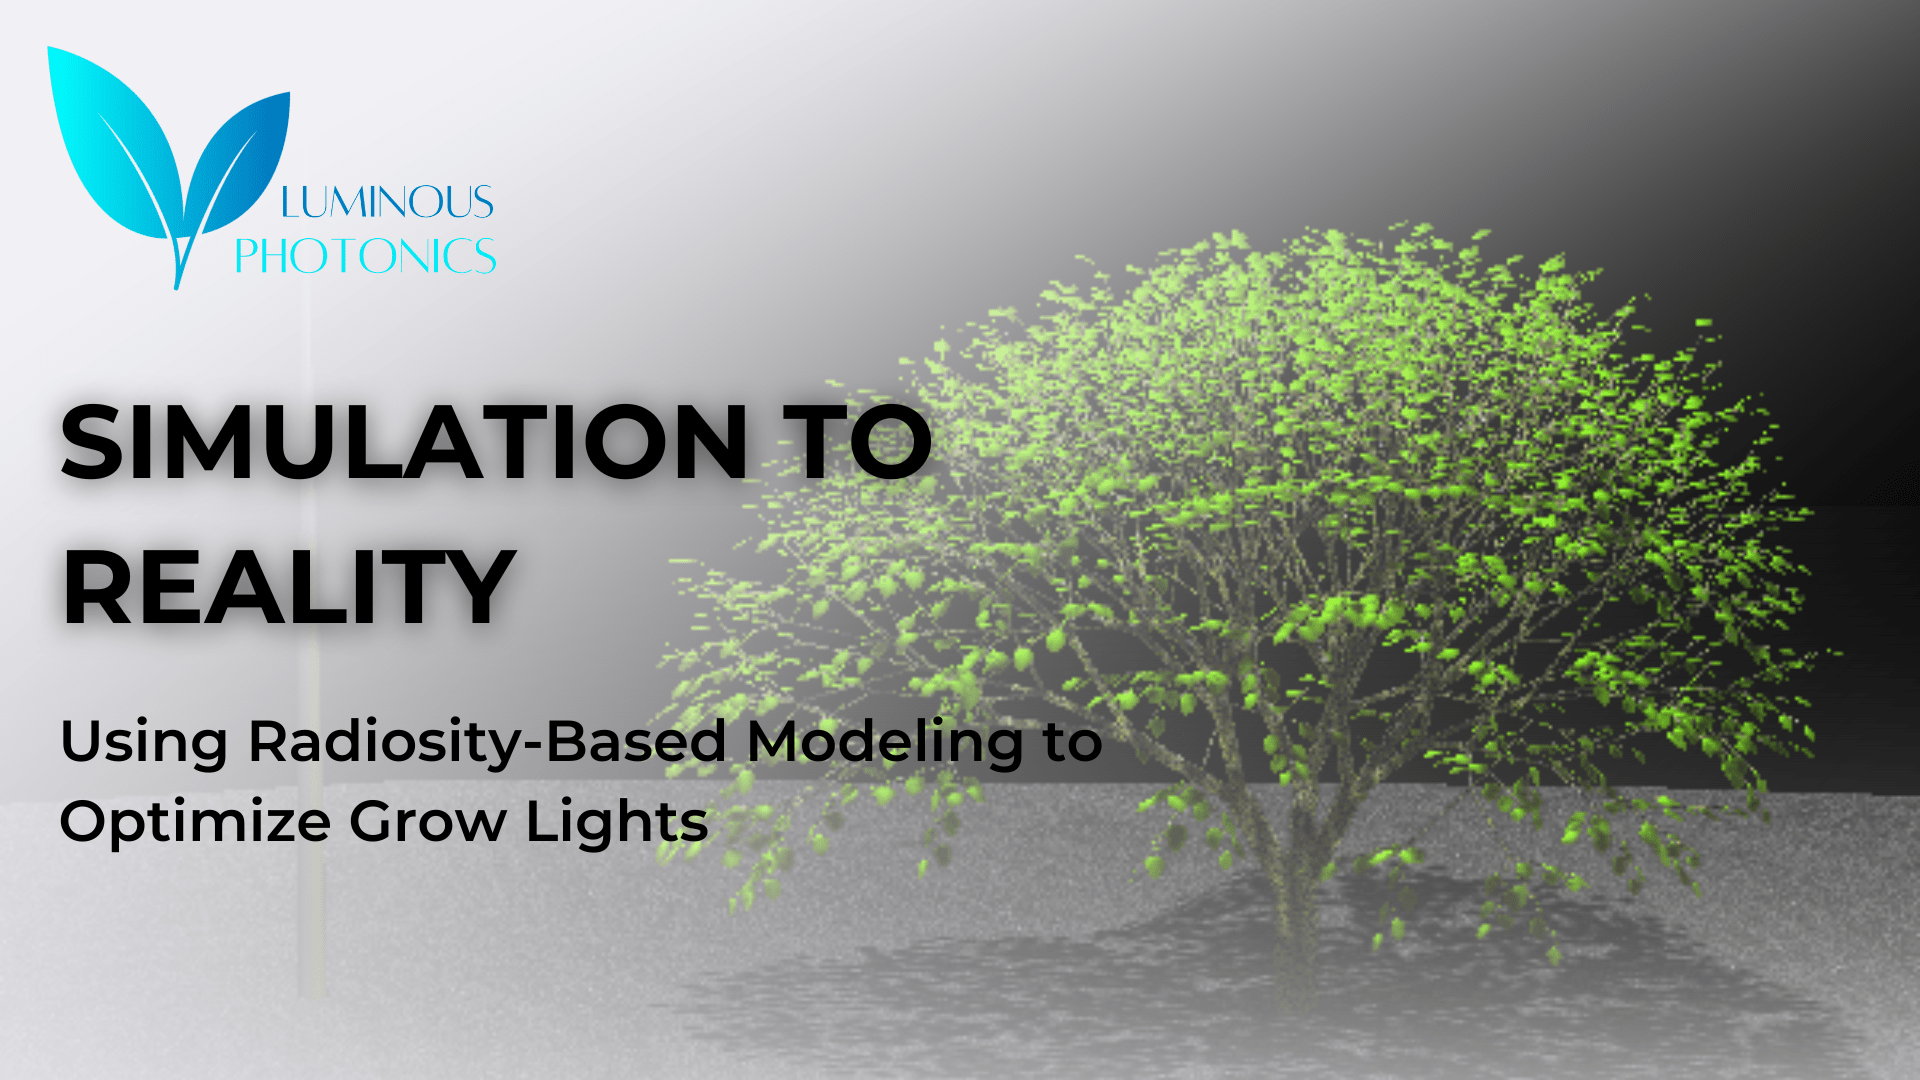 LUMINOUS
PHOTONICS
SIMULATION TO
REALITY
Using Radiosity-Based Modeling to
Optimize Grow Lights